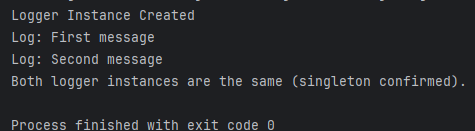 Logger Instance Created
Log: First message
Log: Second message
Both logger instances are the same (singleton confirmed).
Process finished with exit code 0